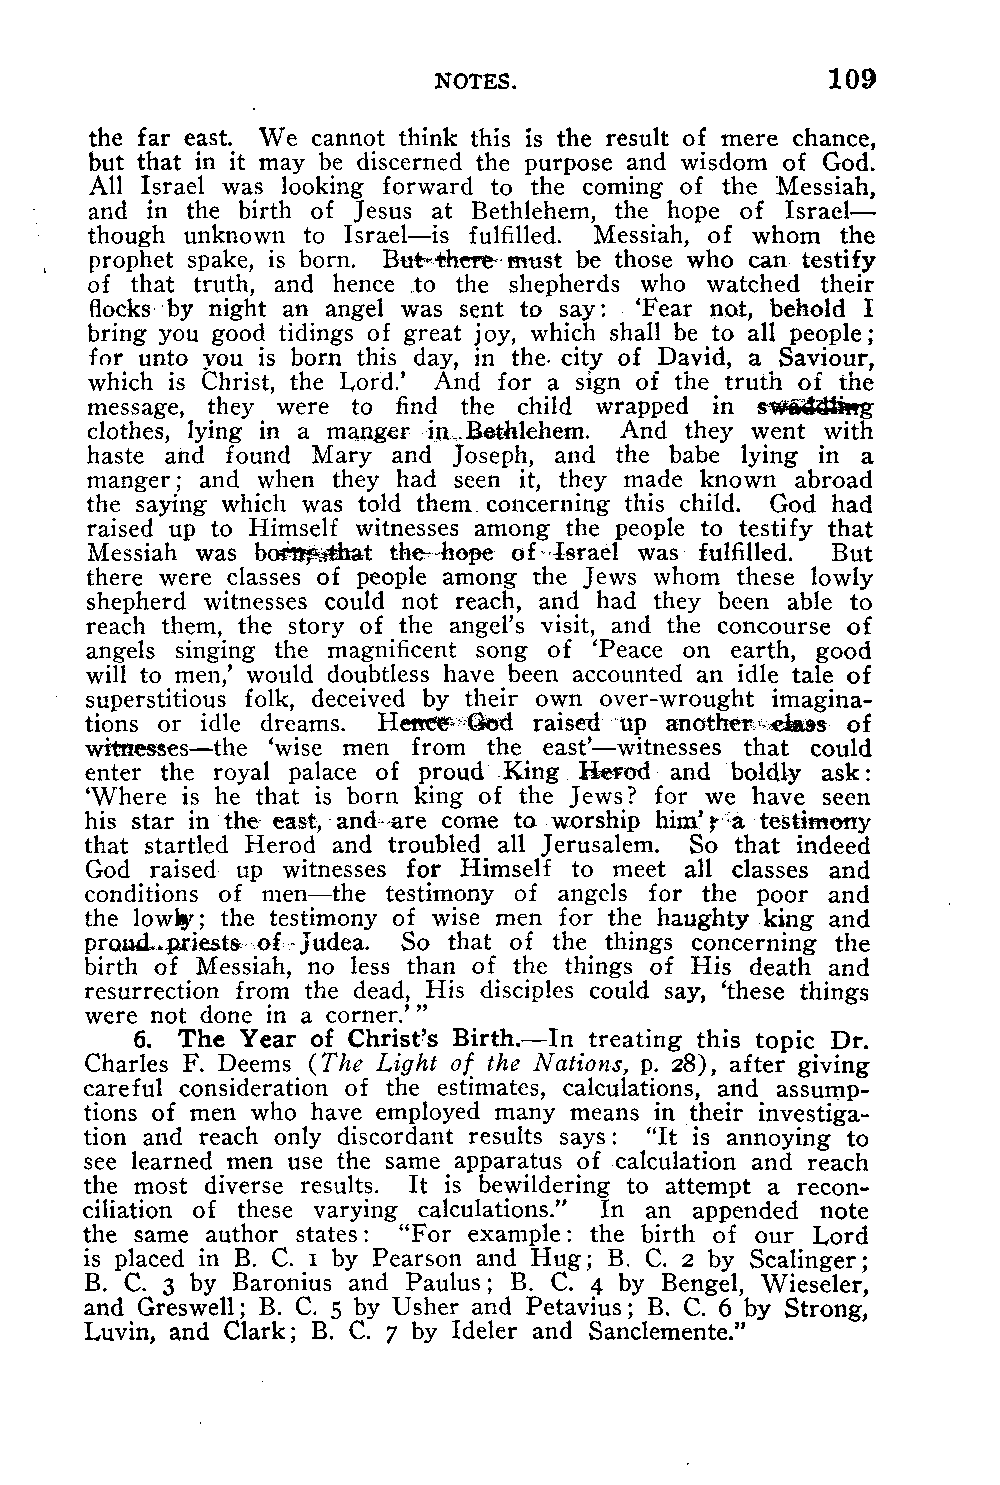 NOTES. 109
the far east. We cannot think this is the result of mere chance,
but that in it may be discerned the purpose and wisdom of God.
All Israel was looking forward to the coming of the Messiah,
and in the birth of Jesus at Bethlehem, the hope of Israel—
though unknown to Israel—is fulfilled. Messiah, of whom the
prophet spake, is born. But there must be those who can testify
of that truth, and hence to the shepherds who watched their
flocks by night an angel was sent to say: ‘Fear not, behold I
bring you good tidings of great joy, which shall be to all people;
for unto you is born this day, in the city of David, a Saviour,
which is Christ, the Lord.’ And for a sign of the truth of the
message, they were to find the child wrapped in swaddling
clothes, lying in a manger in Bethlehem. And they went with
haste and found Mary and Joseph, and the babe lying in a
manger; and when they had seen it, they made known abroad
the saying which was told them concerning this child. God had
raised up to Himself witnesses among the people to testify that
Messiah was born, that the hope of Israel was fulfilled. But
there were classes of people among the Jews whom these lowly
shepherd witnesses could not reach, and had they been able to
reach them, the story of the angel’s visit, and the concourse of
angels singing the magnificent song of ‘Peace on earth, good
will to men,’ would doubtless have been accounted an idle tale of
superstitious folk, deceived by their own over-wrought imagina-
tions or idle dreams. Hence God raised up another class of
witnesses—the ‘wise men from the east’—witnesses that could
enter the royal palace of proud King Herod and boldly ask:
‘Where is he that is born king of the Jews? for we have seen
his star in the east, and are come to worship him’; a testimony
that startled Herod and troubled all Jerusalem. So that indeed
God raised up witnesses for Himself to meet all classes and
conditions of men—the testimony of angels for the poor and
the lowly; the testimony of wise men for the haughty king and
proud priests of Judea. So that of the things concerning the
birth of Messiah, no less than of the things of His death and
resurrection from the dead, His disciples could say, ‘these things
were not done in a corner.’”
6. The Year of Christ’s Birth.—In treating this topic Dr.
Charles F. Deems (The Light of the Nations, p. 28), after giving
careful consideration of the estimates, calculations, and assump-
tions of men who have employed many means in their investiga-
tion and reach only discordant results says: “It is annoying to
see learned men use the same apparatus of calculation and reach
the most diverse results. It is bewildering to attempt a recon-
ciliation of these varying calculations.” In an appended note
the same author states: “For example: the birth of our Lord
is placed in B. C. 1 by Pearson and Hug; B. C. 2 by Scalinger;
B. C. 3 by Baronius and Paulus; B. C. 4 by Bengel, Wieseler,
and Greswell; B. C. 5 by Usher and Petavius; B. C. 6 by Strong,
Luvin, and Clark; B. C. 7 by Ideler and Sanclemente.”